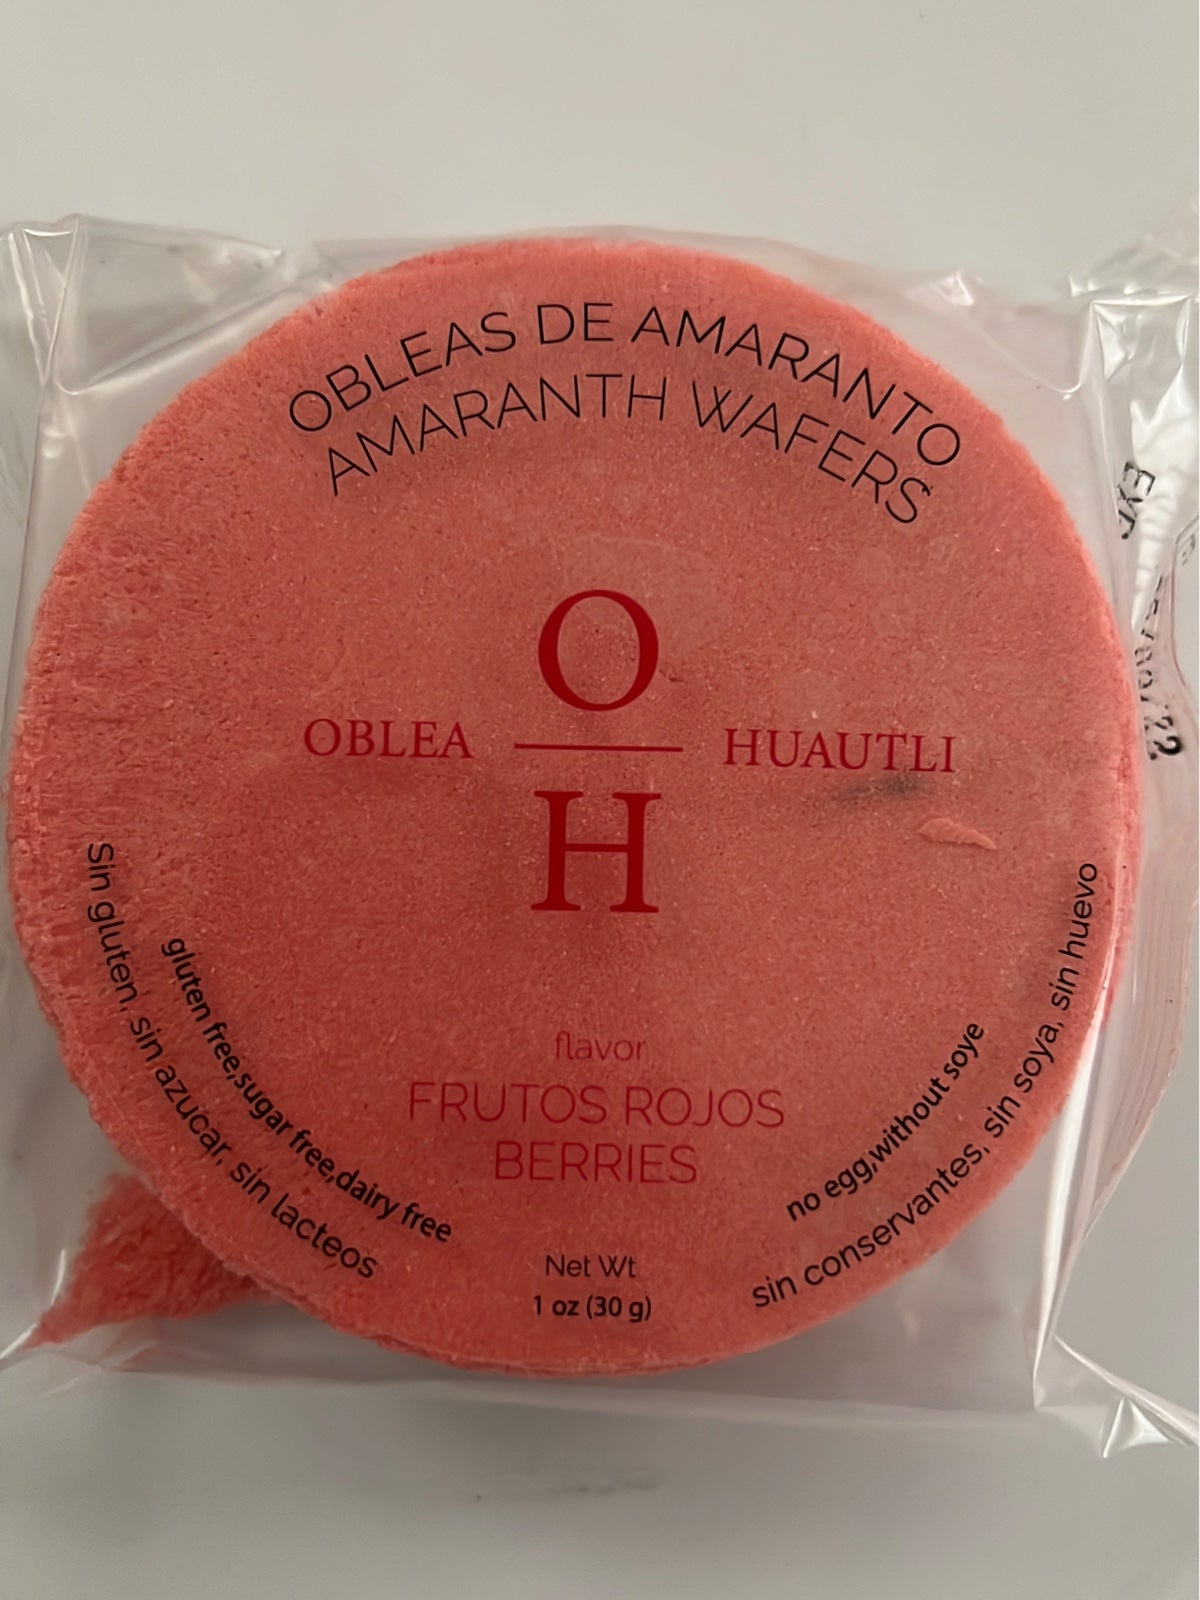 OBLEAS DE AMARANTO
AMARANTH WAFERS
O
OBLEA HUAUTLI
H
flavor
FRUTOS ROJOS
BERRIES
Sin gluten, sin azucar, sin lacteos
gluten free,sugar free,dairy free
no egg,without soye
sin conservantes, sin soya, sin huevo
Net Wt
1 oz (30 g)